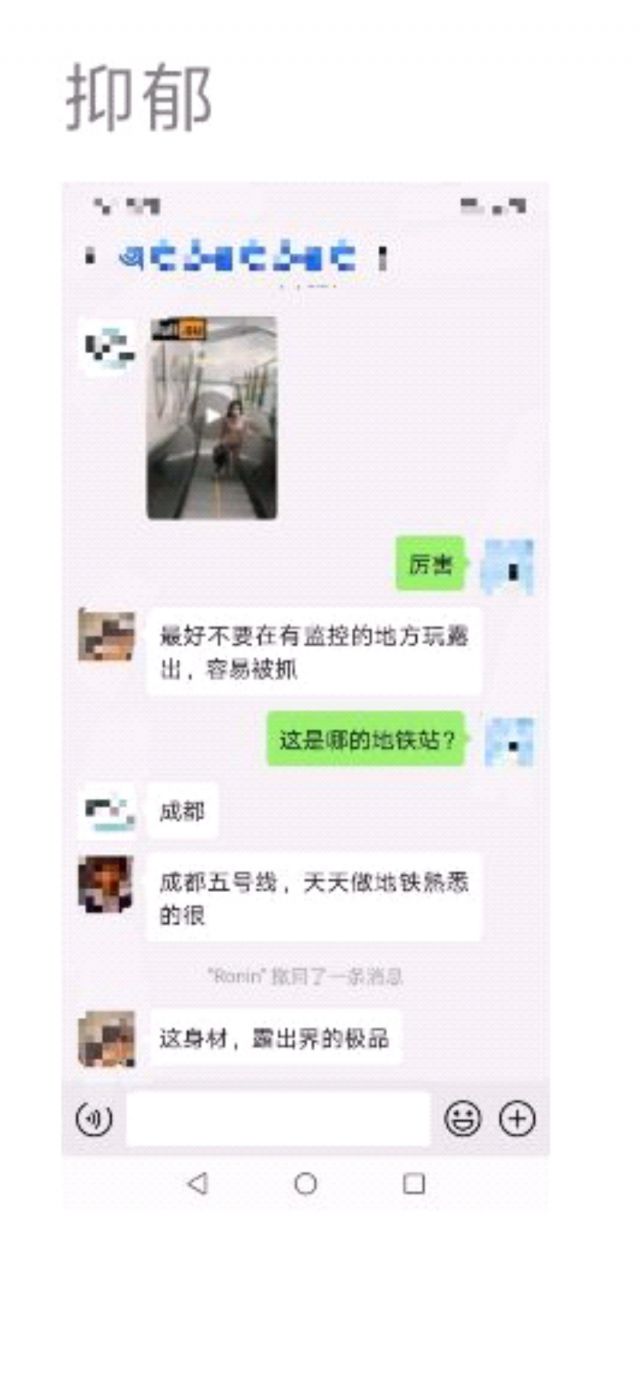 抑郁
厉害
最好不要在有监控的地方玩露
出，容易被抓
这是哪的地铁站？
成都
成都五号线，天天做地铁熟悉
的很
"Ronin" 撤回了一条消息
这身材，露出界的极品